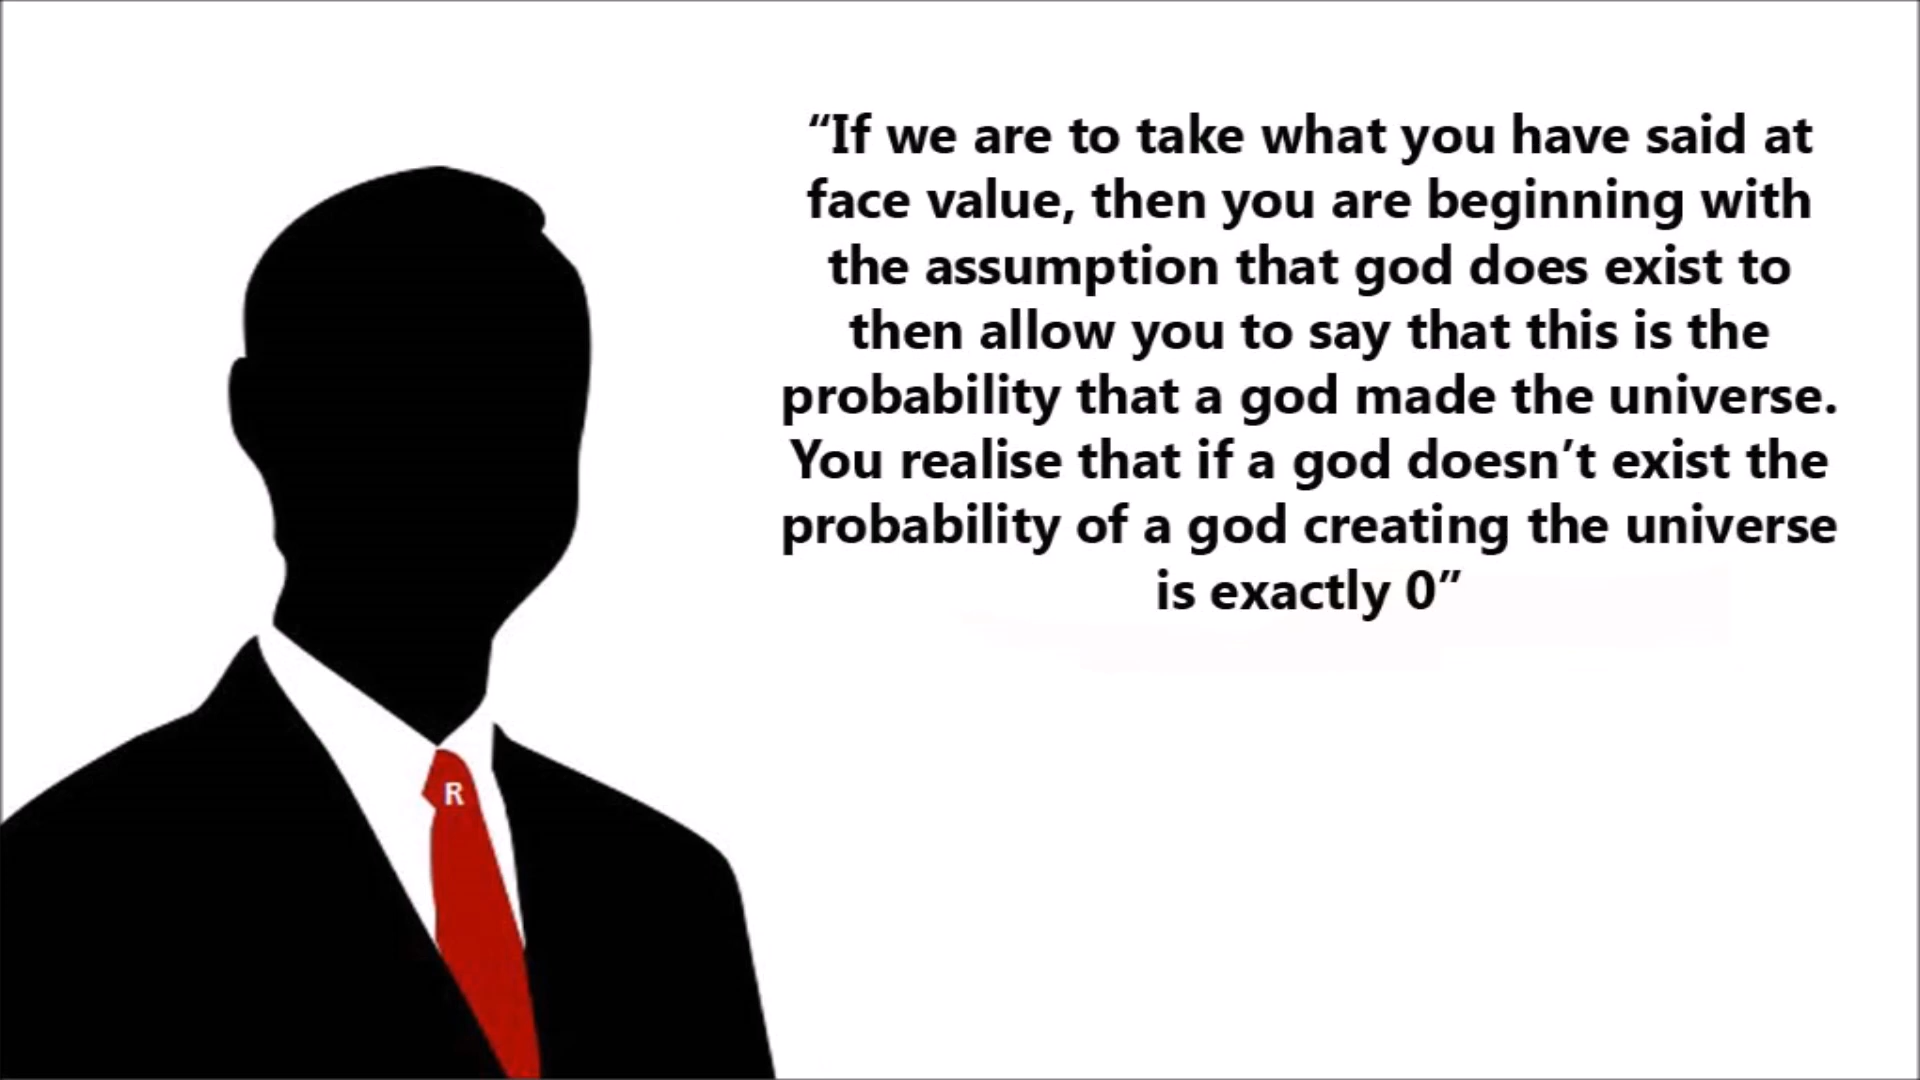 “If we are to take what you have said at
face value, then you are beginning with
the assumption that god does exist to
then allow you to say that this is the
probability that a god made the universe.
You realise that if a god doesn’t exist the
probability of a god creating the universe
is exactly 0”
R